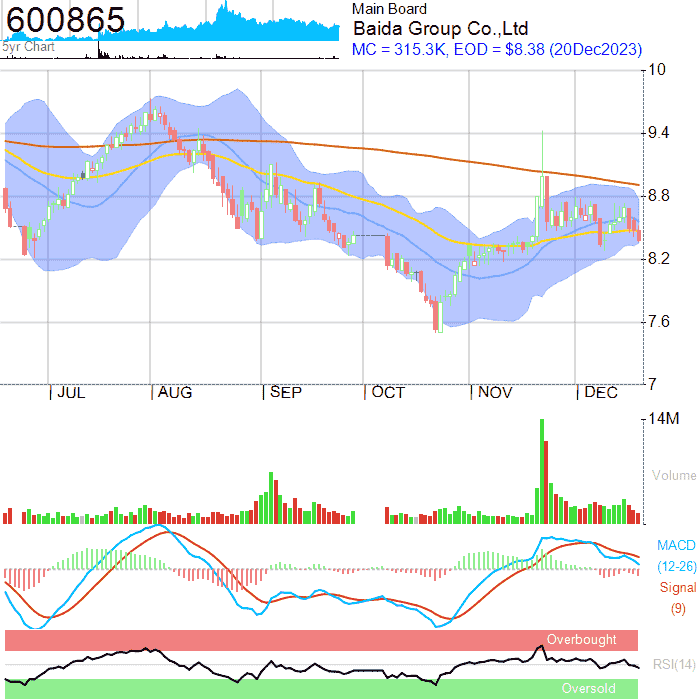 600865
5yr Chart
Main Board
Baida Group Co.,Ltd
MC = 315.3K, EOD = $8.38 (20Dec2023)
10
9.4
8.8
8.2
7.6
7
JUL AUG SEP OCT NOV DEC
14M
Volume
MACD
(12-26)
Signal
(9)
Overbought
RSI(14)
Oversold